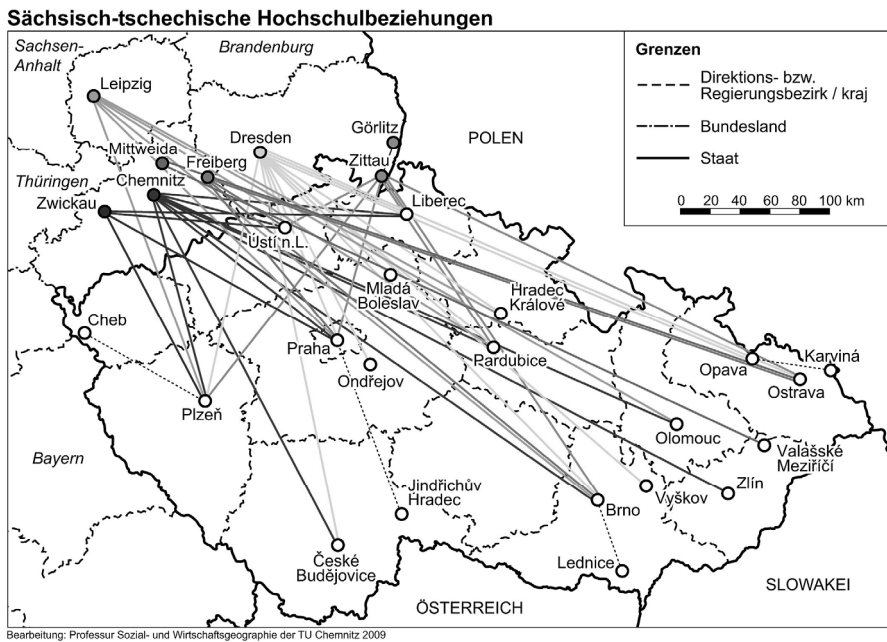 Sächsisch-tschechische Hochschulbeziehungen
Sachsen-
Anhalt
Brandenburg
Grenzen
Direktions- bzw.
Regierungsbezirk / kraj
Bundesland
Staat
0 20 40 60 80 100 km
Leipzig
Görlitz
POLEN
Dresden
Mittweida
Freiberg
Zittau
Thüringen
Chemnitz
Zwickau
Liberec
Ústí n.L.
Mladá
Boleslav
Hradec
Králové
Cheb
Praha
Pardubice
Karviná
Opava
Ondřejov
Ostrava
Plzeň
Olomouc
Valašské
Meziříčí
Bayern
Jindřichův
Hradec
Zlín
Vyškov
Brno
České
Budějovice
Lednice
SLOWAKEI
ÖSTERREICH
Bearbeitung: Professur Sozial- und Wirtschaftsgeographie der TU Chemnitz 2009